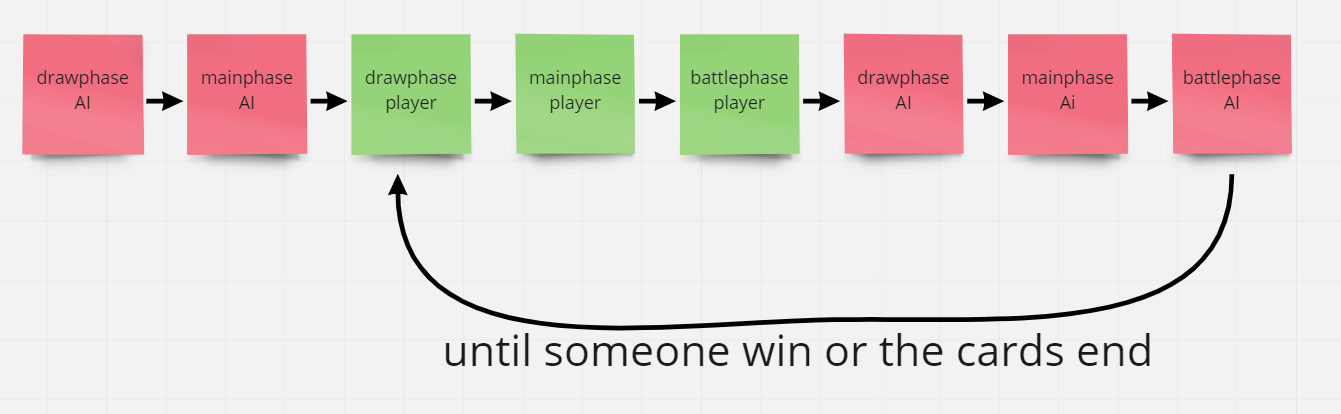 drawphase
AI
mainphase
AI
drawphase
player
mainphase
player
battlephase
player
drawphase
AI
mainphase
Ai
battlephase
AI
until someone win or the cards end